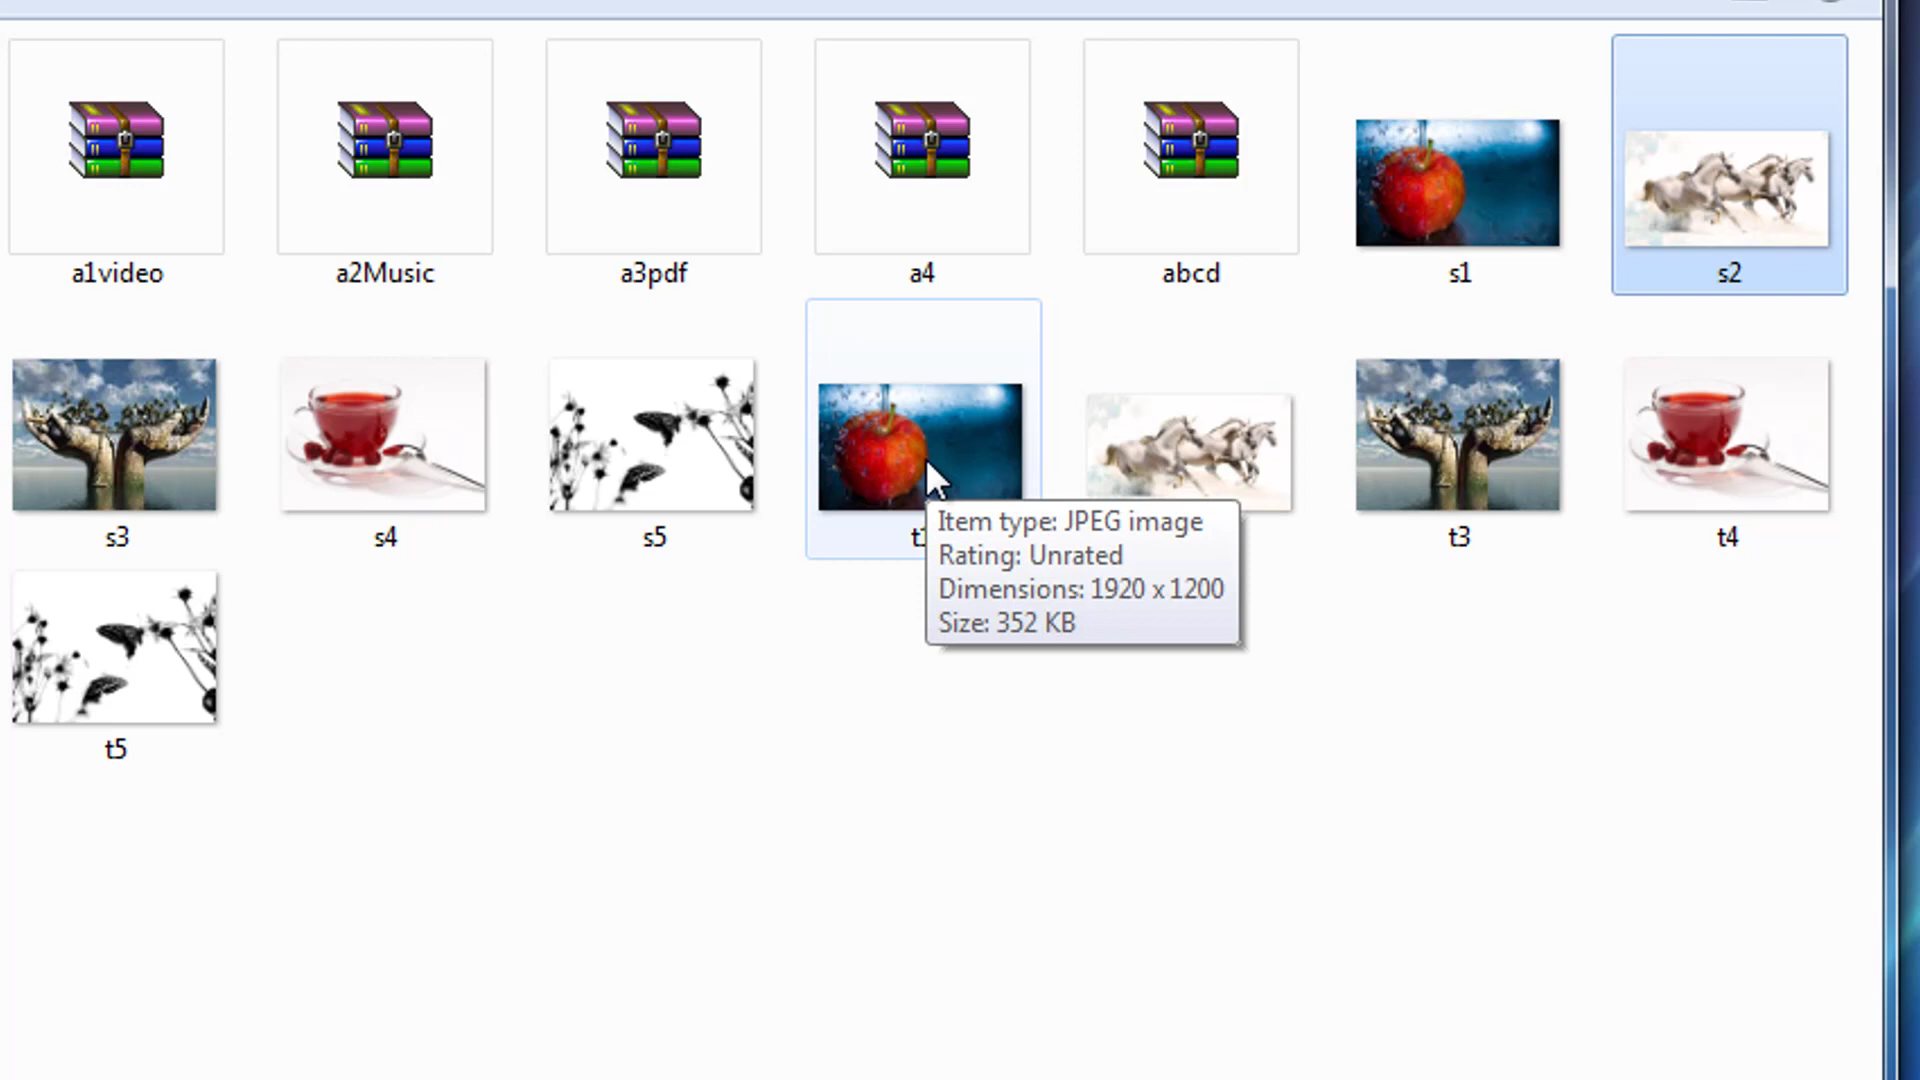 a1video
a2Music
a3pdf
a4
abcd
s1
s2
s3
s4
s5
t3
t4
Item type: JPEG image
Rating: Unrated
Dimensions: 1920 x 1200
Size: 352 KB
t5